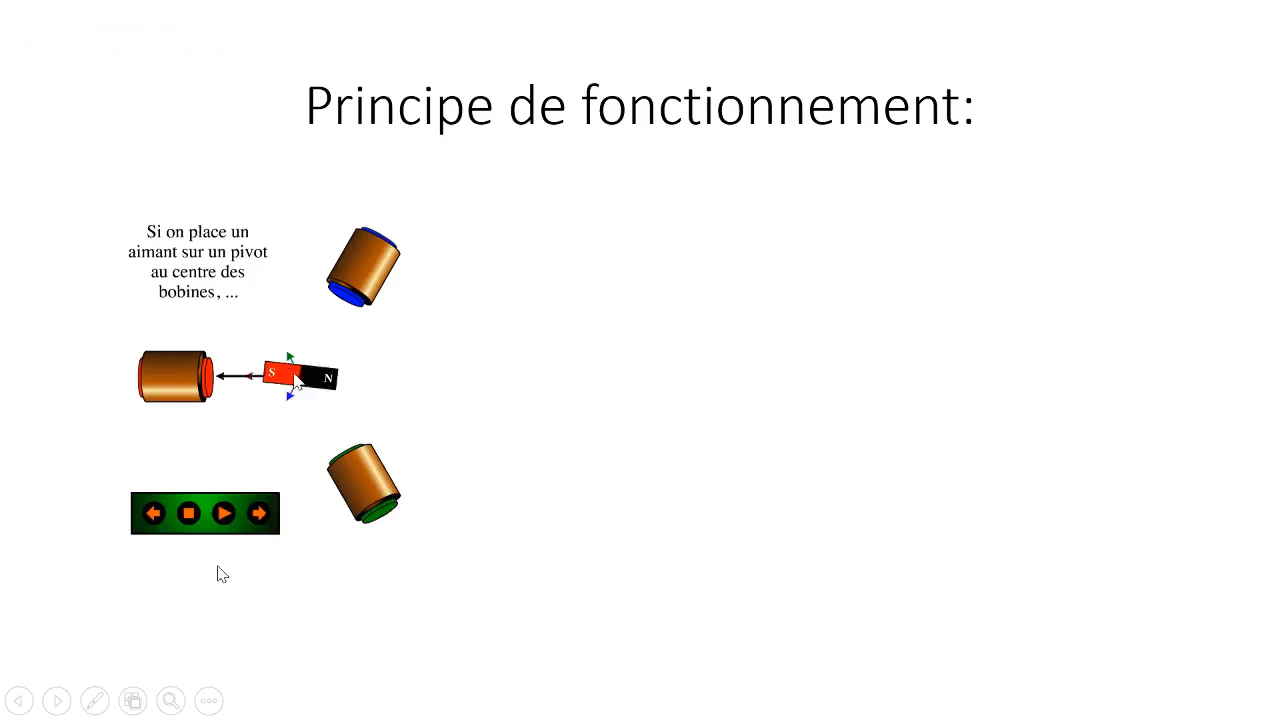 Principe de fonctionnement:
Si on place un
aimant sur un pivot
au centre des
bobines, ...
S
N